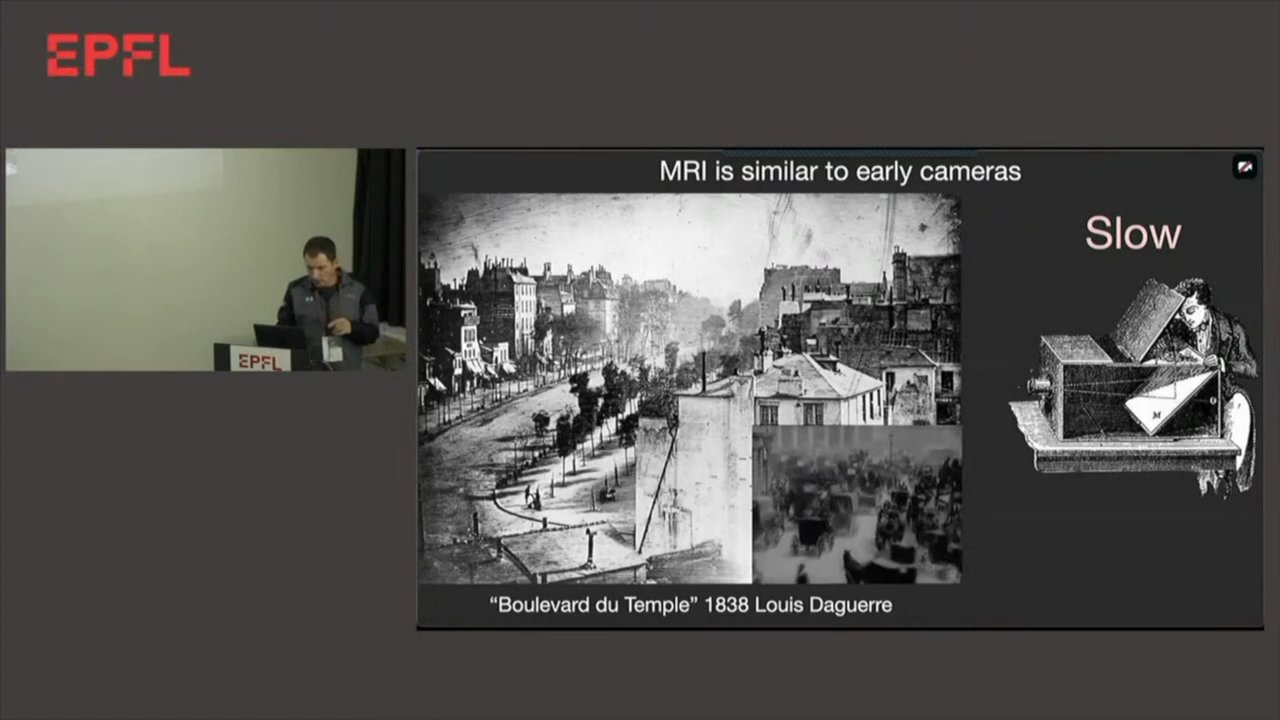 EPFL
MRI is similar to early cameras
Slow
M
O
EPFL
“Boulevard du Temple” 1838 Louis Daguerre